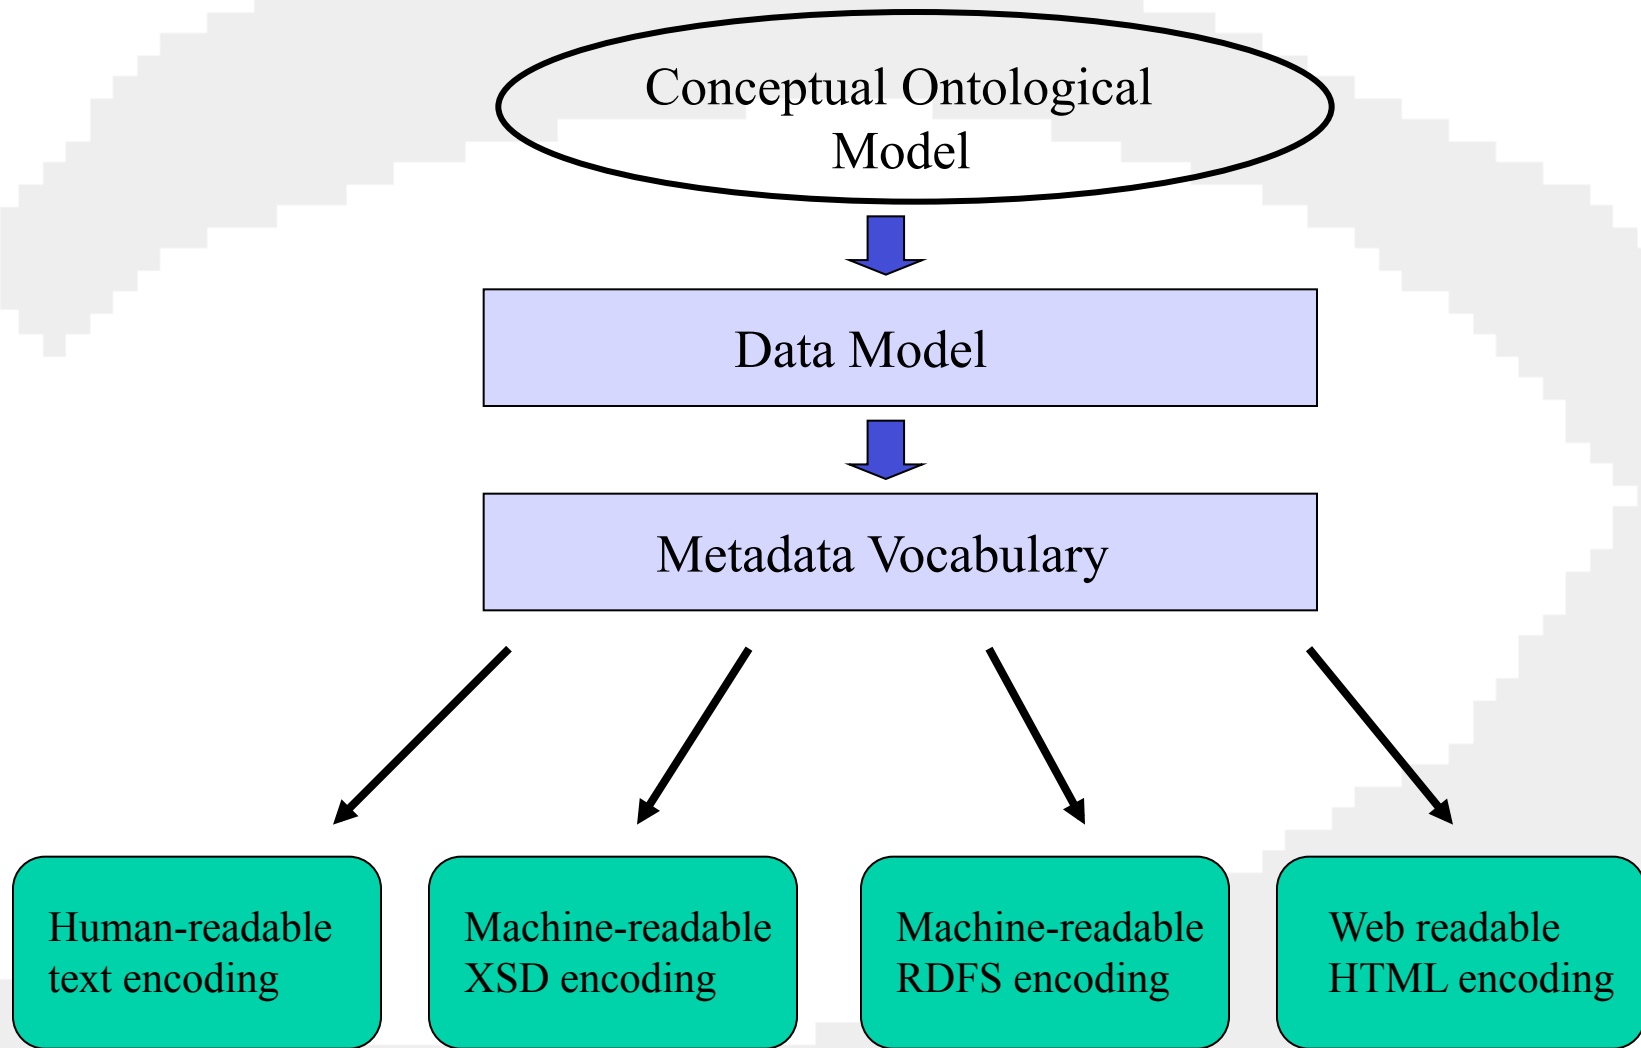 Conceptual Ontological
Model
Data Model
Metadata Vocabulary
Human-readable
text encoding
Machine-readable
XSD encoding
Machine-readable
RDFS encoding
Web readable
HTML encoding